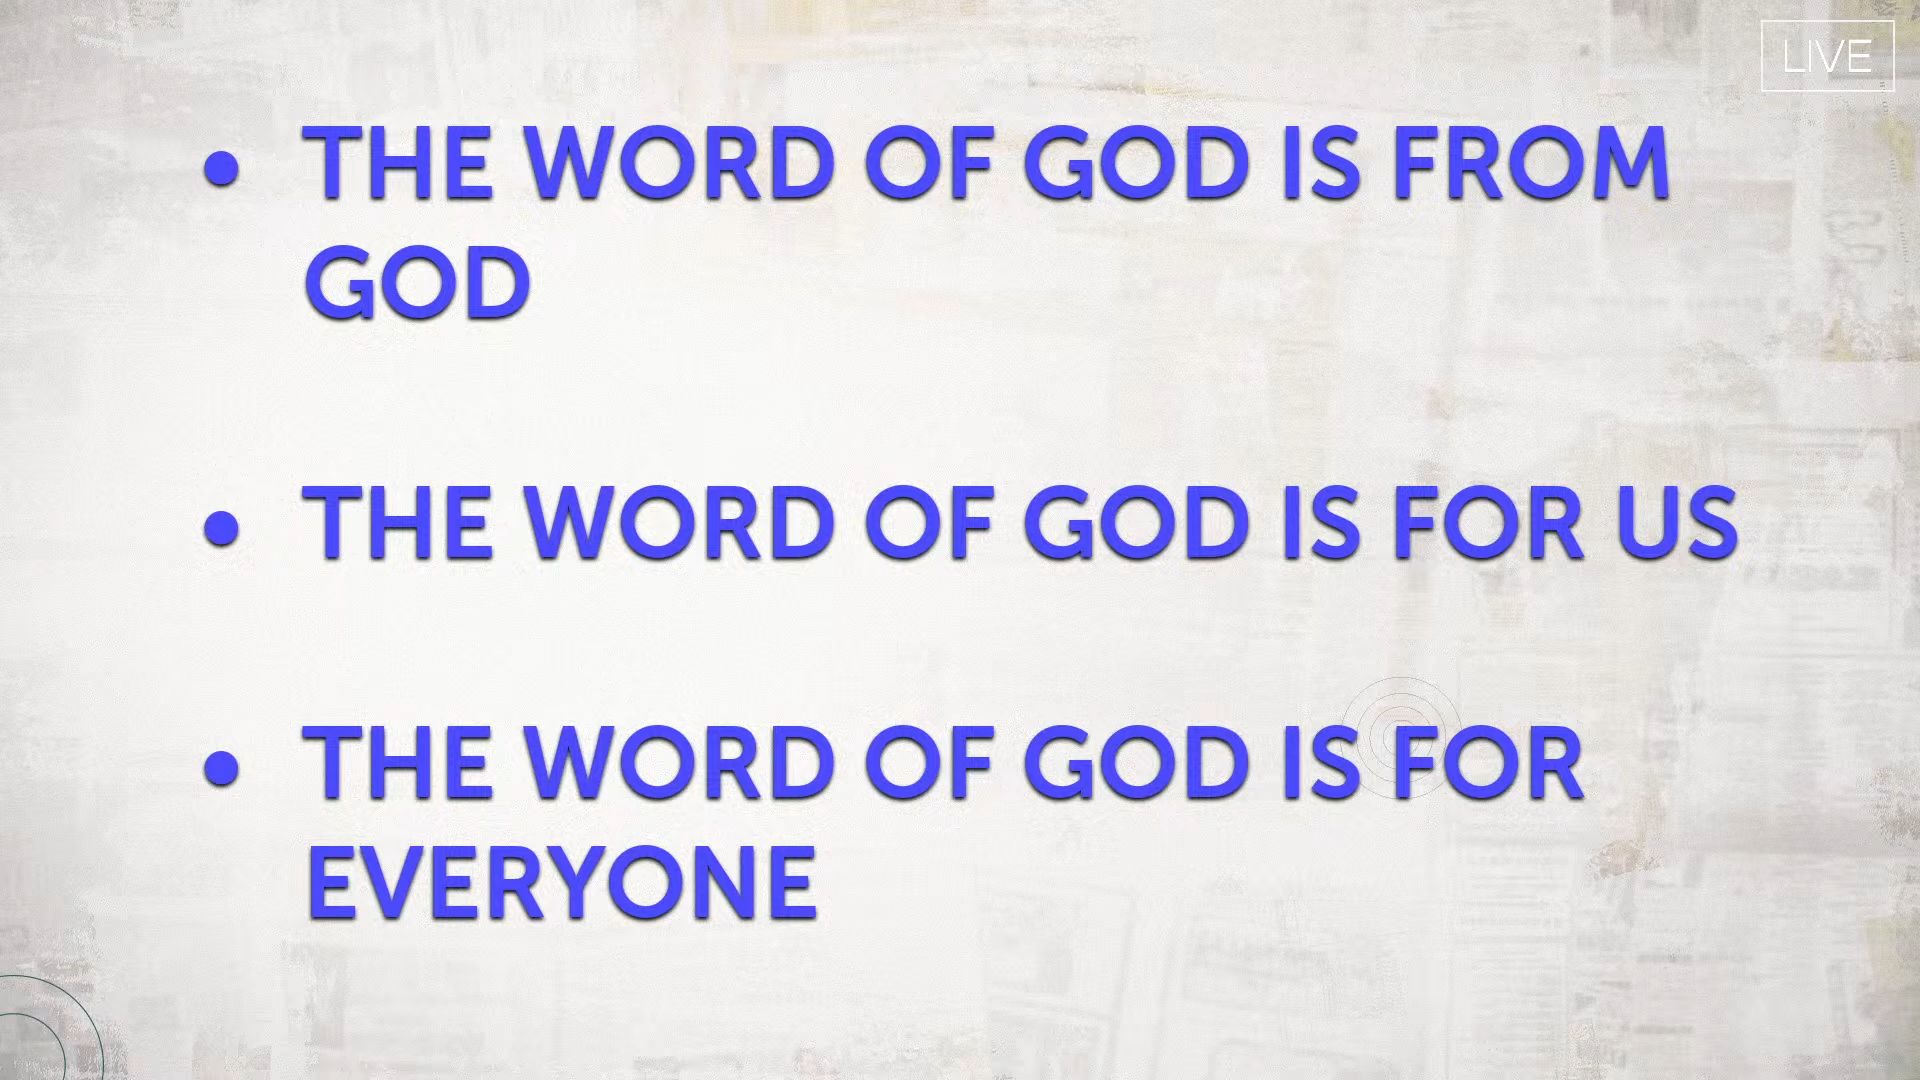 LIVE
• THE WORD OF GOD IS FROM
GOD
• THE WORD OF GOD IS FOR US
• THE WORD OF GOD IS FOR
EVERYONE